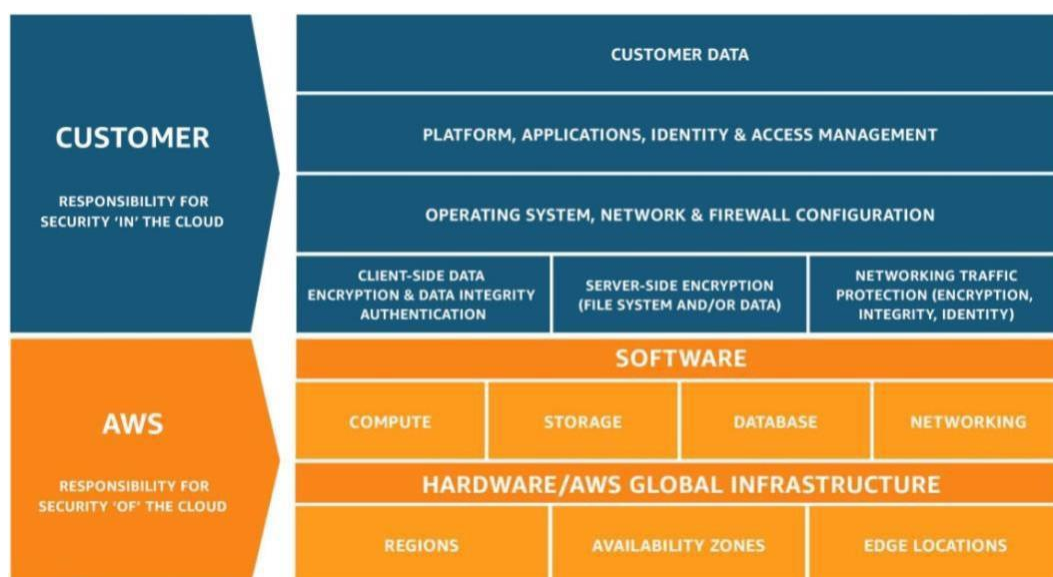 CUSTOMER
RESPONSIBILITY FOR
SECURITY ‘IN’ THE CLOUD
CUSTOMER DATA
PLATFORM, APPLICATIONS, IDENTITY & ACCESS MANAGEMENT
OPERATING SYSTEM, NETWORK & FIREWALL CONFIGURATION
CLIENT-SIDE DATA
ENCRYPTION & DATA INTEGRITY
AUTHENTICATION
SERVER-SIDE ENCRYPTION
(FILE SYSTEM AND/OR DATA)
NETWORKING TRAFFIC
PROTECTION (ENCRYPTION,
INTEGRITY, IDENTITY)
AWS
RESPONSIBILITY FOR
SECURITY ‘OF’ THE CLOUD
SOFTWARE
COMPUTE
STORAGE
DATABASE
NETWORKING
HARDWARE/AWS GLOBAL INFRASTRUCTURE
REGIONS
AVAILABILITY ZONES
EDGE LOCATIONS